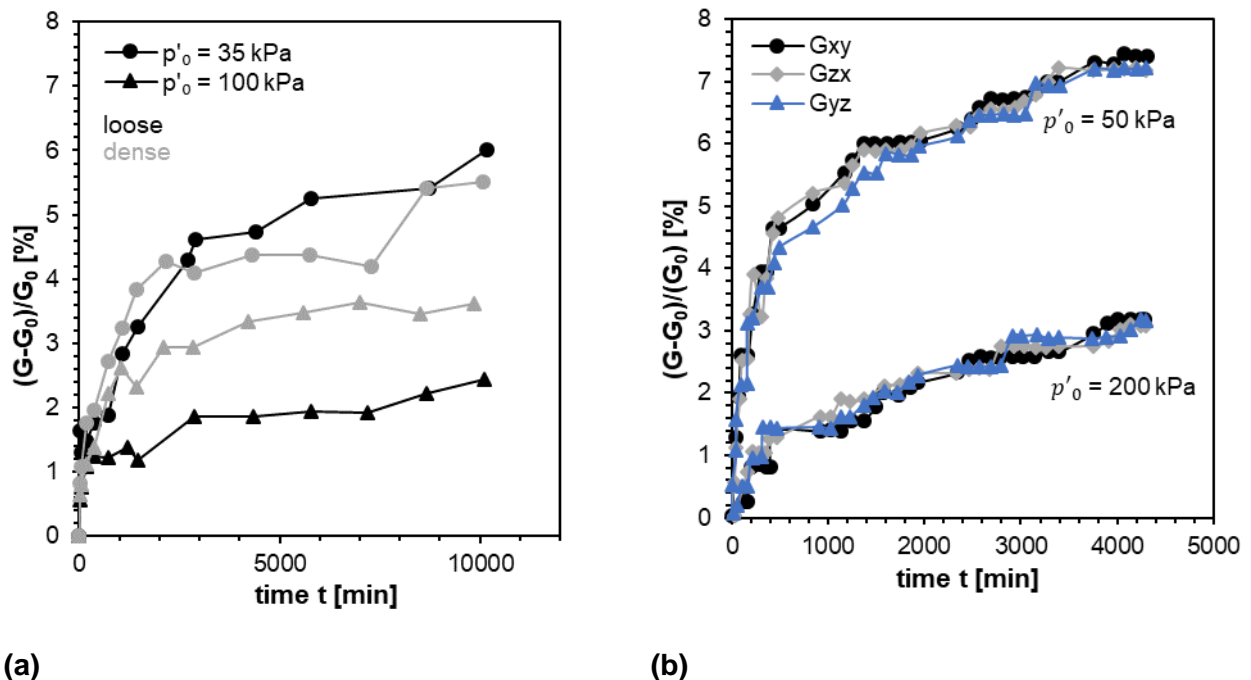 8
7
6
5
4
3
2
1
0
(G-G₀)/G₀ [%]
p'₀ = 35 kPa
p'₀ = 100 kPa
loose
dense
0
5000
10000
time t [min]
(a)
8
7
6
5
4
3
2
1
0
(G-G₀)/(G₀) [%]
Gxy
Gzx
Gyz
p'₀ = 50 kPa
p'₀ = 200 kPa
0
1000
2000
3000
4000
5000
time t [min]
(b)